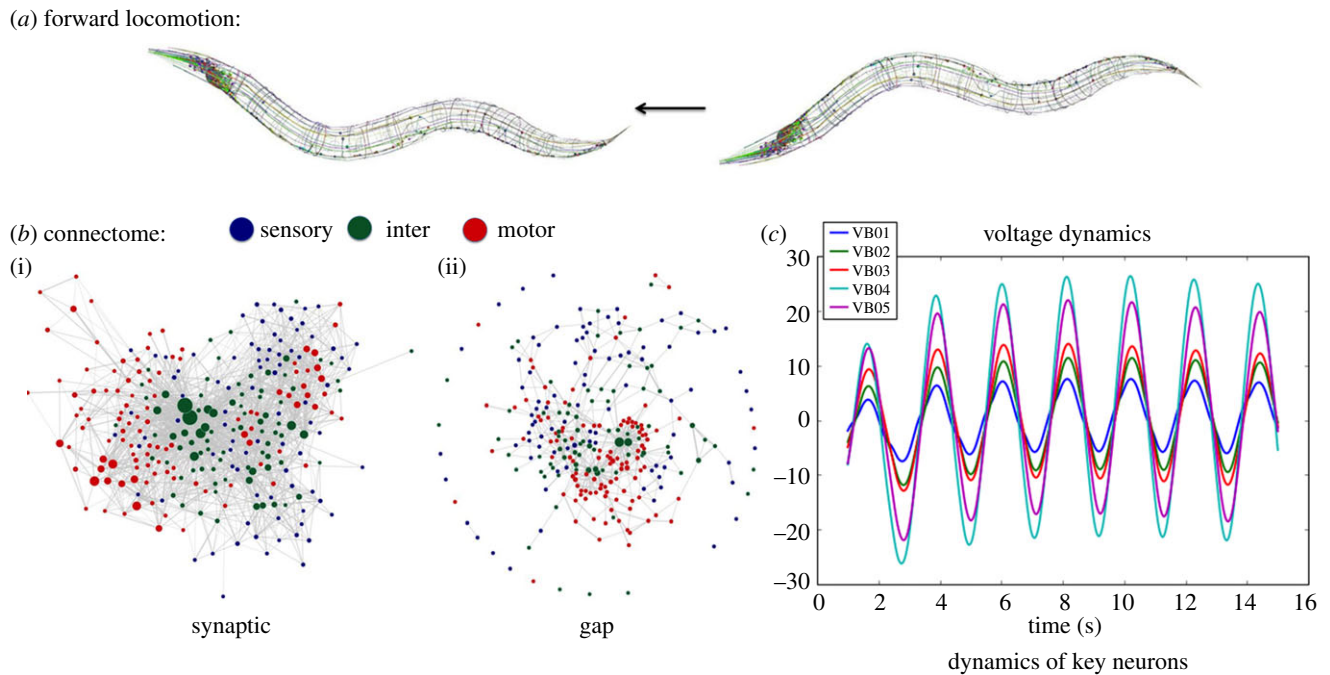 (a) forward locomotion:
(b) connectome:
sensory
inter
motor
(i)
(ii)
synaptic
gap
(c)
voltage dynamics
VB01
VB02
VB03
VB04
VB05
30
20
10
0
–10
–20
–30
0 2 4 6 8 10 12 14 16
time (s)
dynamics of key neurons